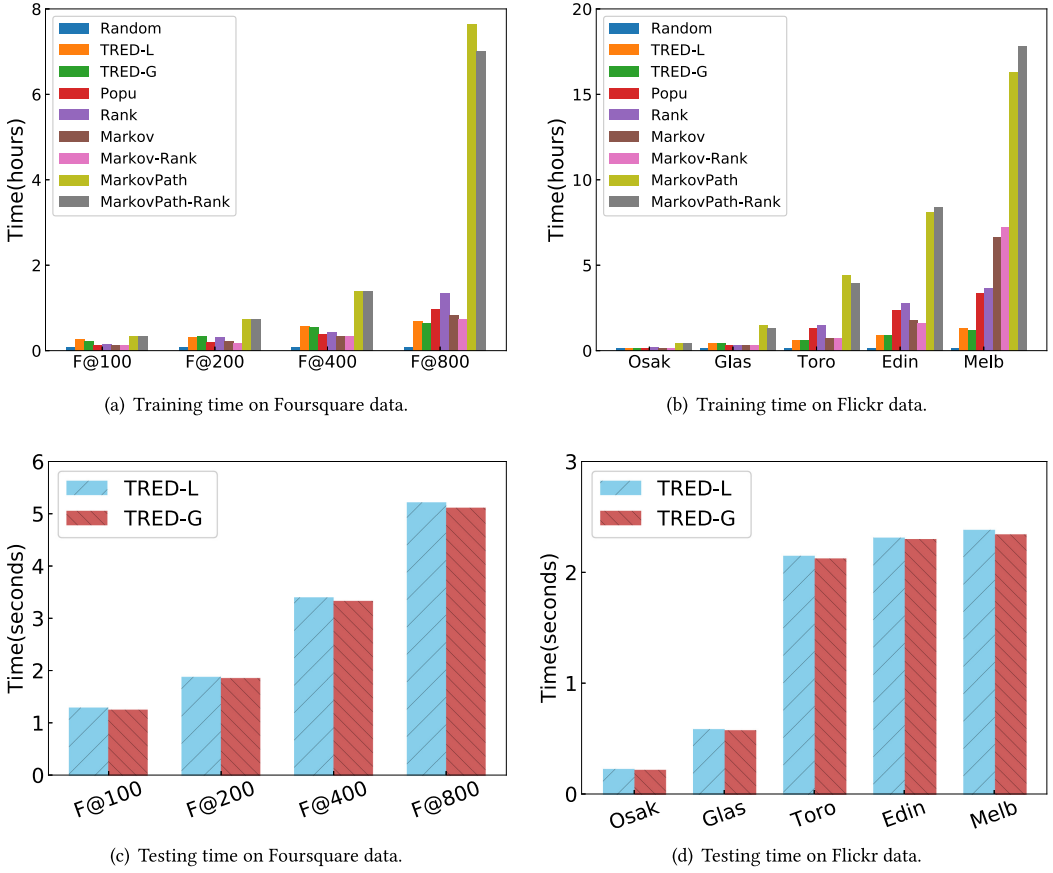 8
6
4
2
0
Time(hours)
Random
TRED-L
TRED-G
Popu
Rank
Markov
Markov-Rank
MarkovPath
MarkovPath-Rank
F@100 F@200 F@400 F@800
(a) Training time on Foursquare data.
20
15
10
5
0
Time(hours)
Random
TRED-L
TRED-G
Popu
Rank
Markov
Markov-Rank
MarkovPath
MarkovPath-Rank
Osak Glas Toro Edin Melb
(b) Training time on Flickr data.
6
5
4
3
2
1
0
Time(seconds)
TRED-L
TRED-G
F@100 F@200 F@400 F@800
(c) Testing time on Foursquare data.
3
2
1
0
Time(seconds)
TRED-L
TRED-G
Osak Glas Toro Edin Melb
(d) Testing time on Flickr data.